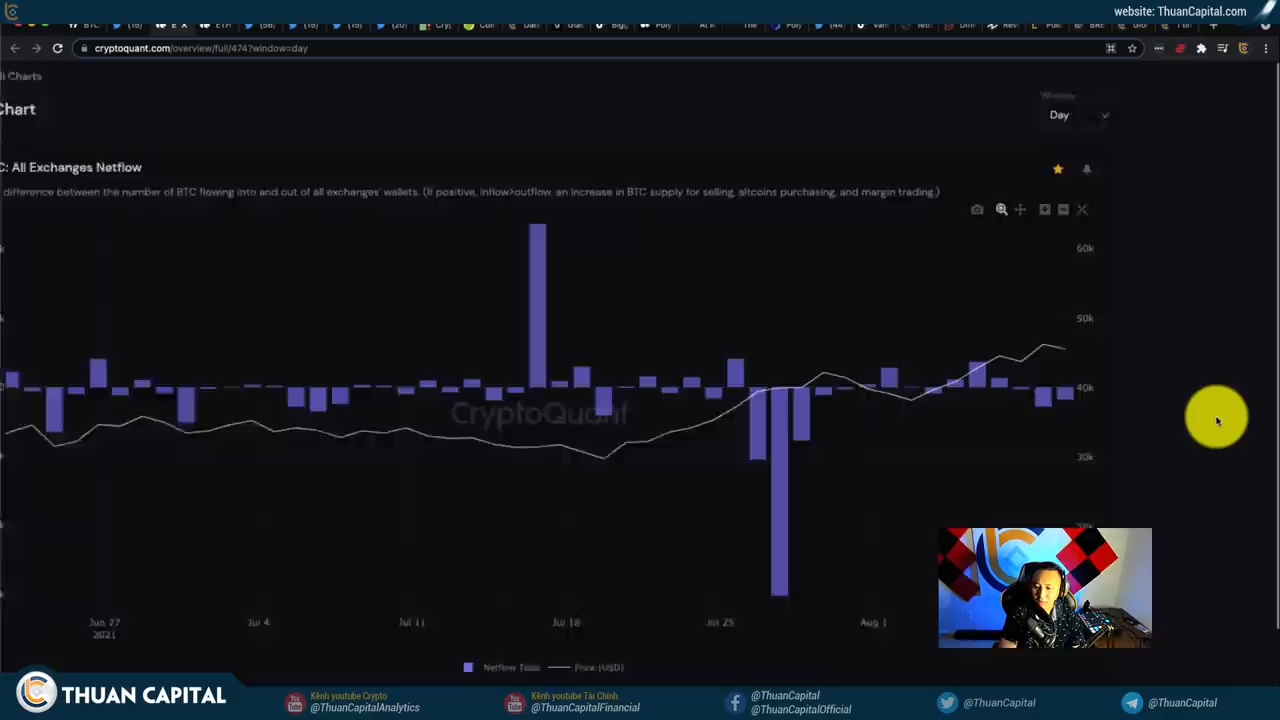 website: ThuanCapital.com
cryptoquant.com/overview/full/474?window=day
Charts
Chart
Day
C: All Exchanges Netflow
difference between the number of BTC flowing into and out of all exchanges' wallets. (If positive, inflow>outflow, an increase in BTC supply for selling, altcoins purchasing, and margin trading.)
60k
50k
40k
30k
CryptoQuant
Jun 27
2021
Jul 4
Jul 11
Jul 18
Jul 25
Aug 1
Netflow Total
Price (USD)
THUAN CAPITAL
Kênh youtube Crypto
@ThuanCapitalAnalytics
Kênh youtube Tài Chính
@ThuanCapitalFinancial
@ThuanCapital
@ThuanCapitalOfficial
@ThuanCapital
@ThuanCapital